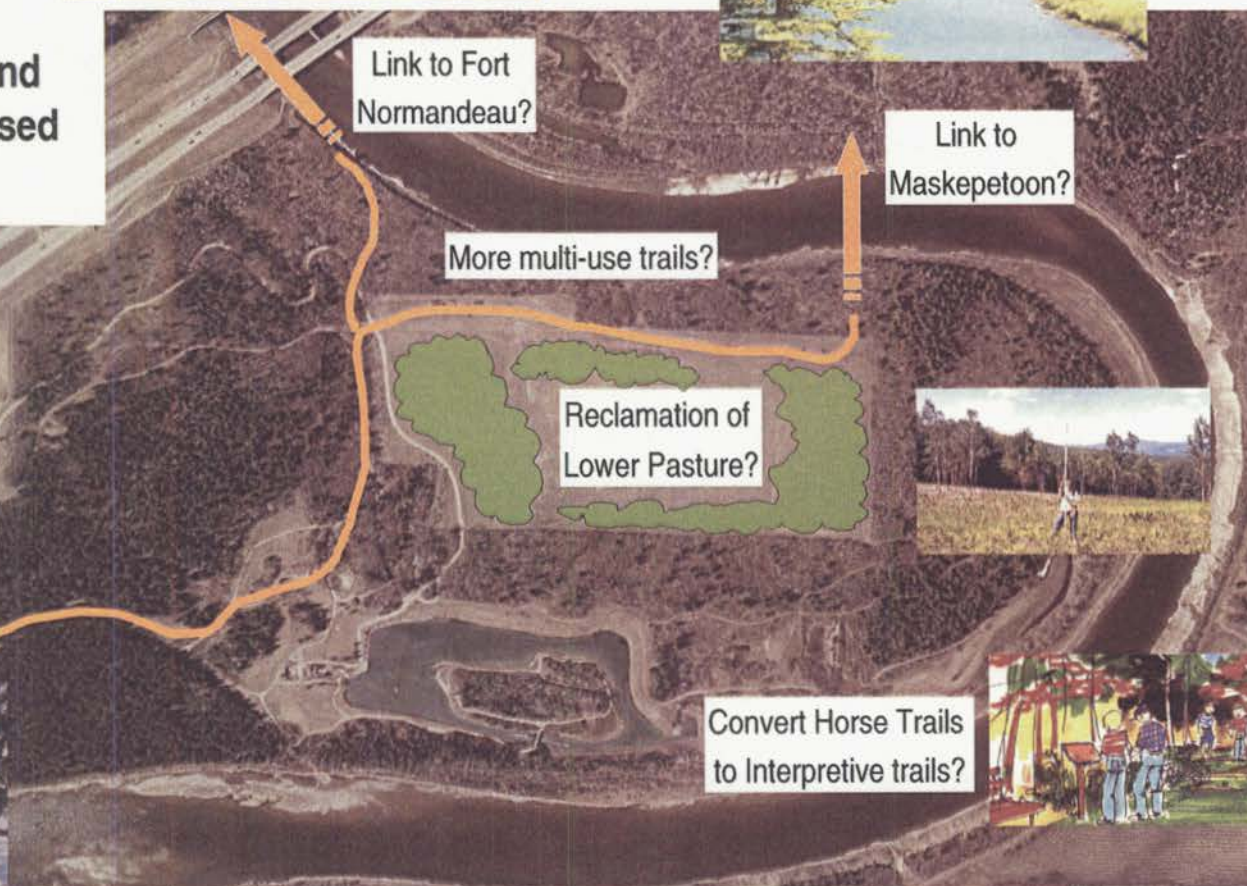 nd
sed
Link to Fort
Normandeau?
Link to
Maskepetoon?
More multi-use trails?
Reclamation of
Lower Pasture?
Convert Horse Trails
to Interpretive trails?